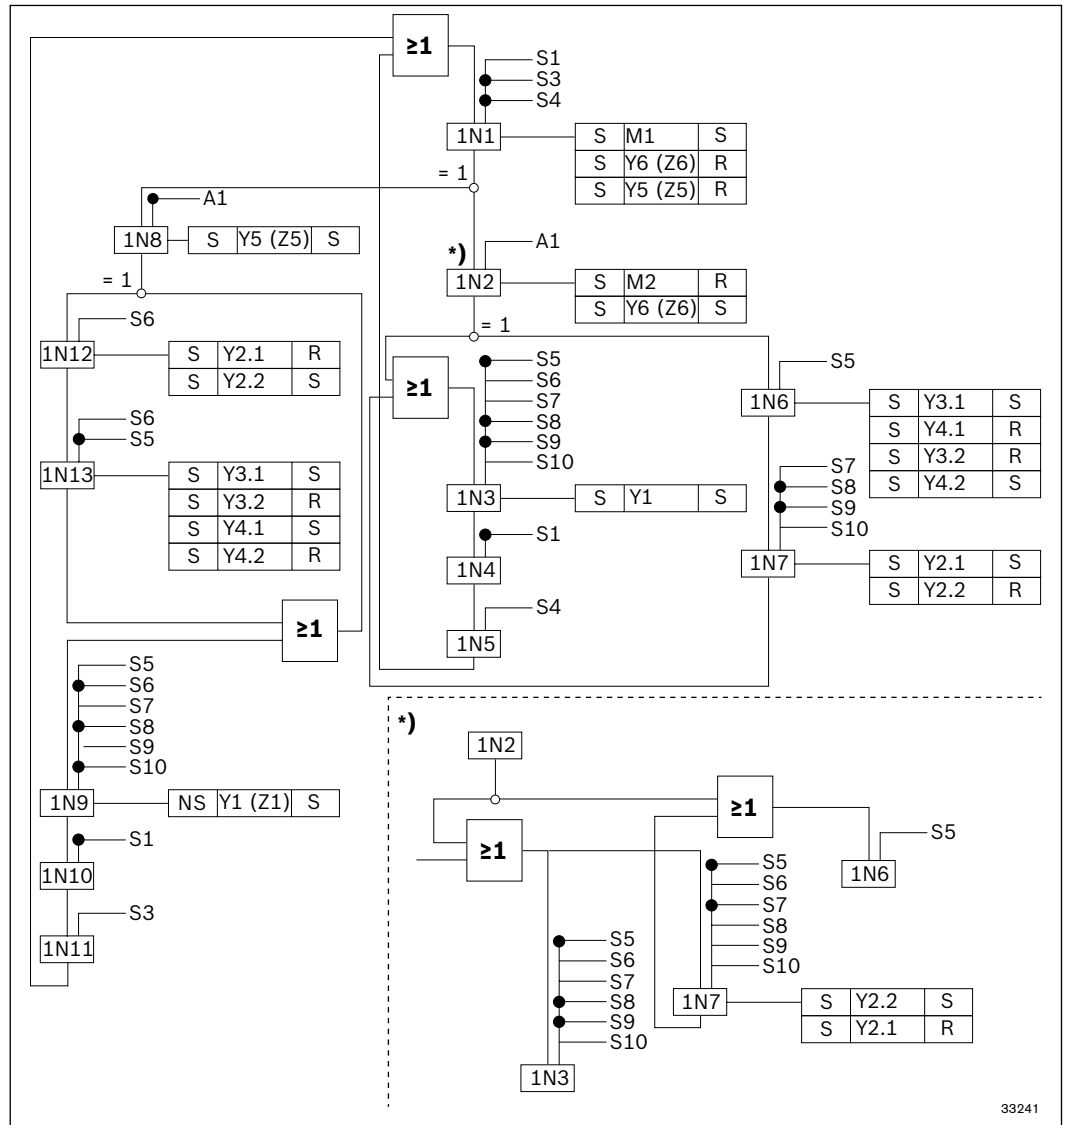 ≥1
S1
S3
S4
1N1
S M1 S
S Y6 (Z6) R
S Y5 (Z5) R
= 1
A1
1N8
S Y5 (Z5) S
= 1
A1
*)
1N2
S M2 R
S Y6 (Z6) S
= 1
S6
1N12
S Y2.1 R
S Y2.2 S
S6
S5
1N13
S Y3.1 S
S Y3.2 R
S Y4.1 S
S Y4.2 R
≥1
≥1
S5
S6
S7
S8
S9
S10
1N3
S Y1 S
S1
1N4
S4
1N5
S5
1N6
S Y3.1 S
S Y4.1 R
S Y3.2 R
S Y4.2 S
S7
S8
S9
S10
1N7
S Y2.1 S
S Y2.2 R
S5
S6
S7
S8
S9
S10
1N9
NS Y1 (Z1) S
S1
1N10
S3
1N11
*)
1N2
≥1
≥1
S5
1N6
S5
S6
S7
S8
S9
S10
1N7
S Y2.2 S
S Y2.1 R
S5
S6
S7
S8
S9
S10
1N3
33241